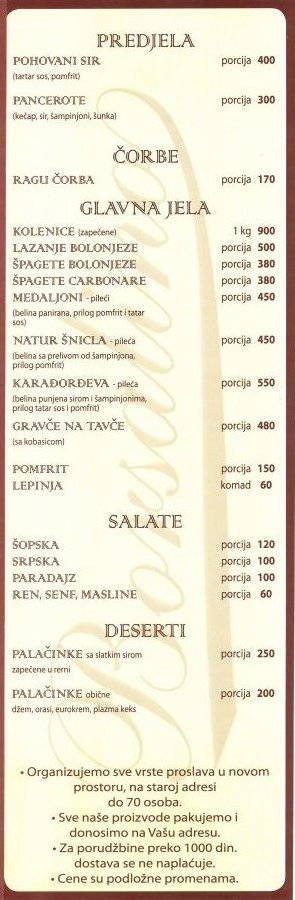 PREDJELA
POHOVANI SIR porcija 400
(tartar sos, pomfrit)
PANCEROTE porcija 300
(kečap, sir, šampinjoni, šunka)
ČORBE
RAGU ČORBA porcija 170
GLAVNA JELA
KOLENICE (zapečene) 1 kg 900
LAZANJE BOLONJEZE porcija 500
ŠPAGETE BOLONJEZE porcija 380
ŠPAGETE CARBONARE porcija 380
MEDALJONI - pileći porcija 450
(belina panirana, prilog pomfrit i tatar
sos)
NATUR ŠNICLA - pileća porcija 450
(belina sa prelivom od šampinjona,
prilog pomfrit)
KARAĐORĐEVA - pileća porcija 550
(belina punjena sirom i šampinjonima,
prilog tatar sos i pomfrit)
GRAVČE NA TAVČE porcija 480
(sa kobasicom)
POMFRIT porcija 150
LEPINJA komad 60
SALATE
ŠOPSKA porcija 120
SRPSKA porcija 100
PARADAJZ porcija 100
REN, SENF, MASLINE porcija 60
DESERTI
PALAČINKE sa slatkim sirom porcija 250
zapečene u rerni
PALAČINKE obične porcija 200
džem, orasi, eurokrem, plazma keks
Borsalino
• Organizujemo sve vrste proslava u novom
prostoru, na staroj adresi
do 70 osoba.
• Sve naše proizvode pakujemo i
donosimo na Vašu adresu.
• Za porudžbine preko 1000 din.
dostava se ne naplaćuje.
• Cene su podložne promenama.